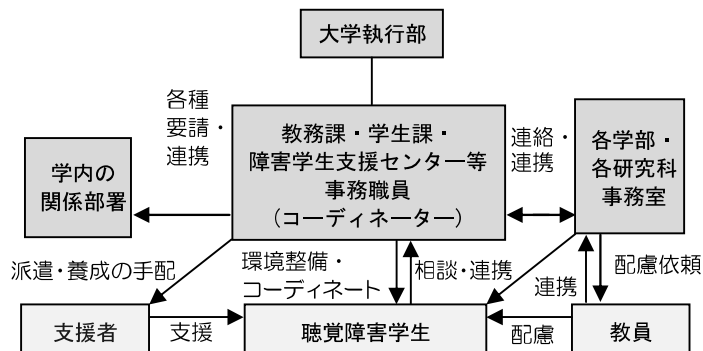 大学執行部
各種
要請・
連携
教務課・学生課・
障害学生支援センター等
事務職員
（コーディネーター）
連絡・
連携
各学部・
各研究科
事務室
学内の
関係部署
派遣・養成の手配
環境整備・
コーディネート
相談・連携
連携
配慮依頼
支援者
支援
聴覚障害学生
配慮
教員